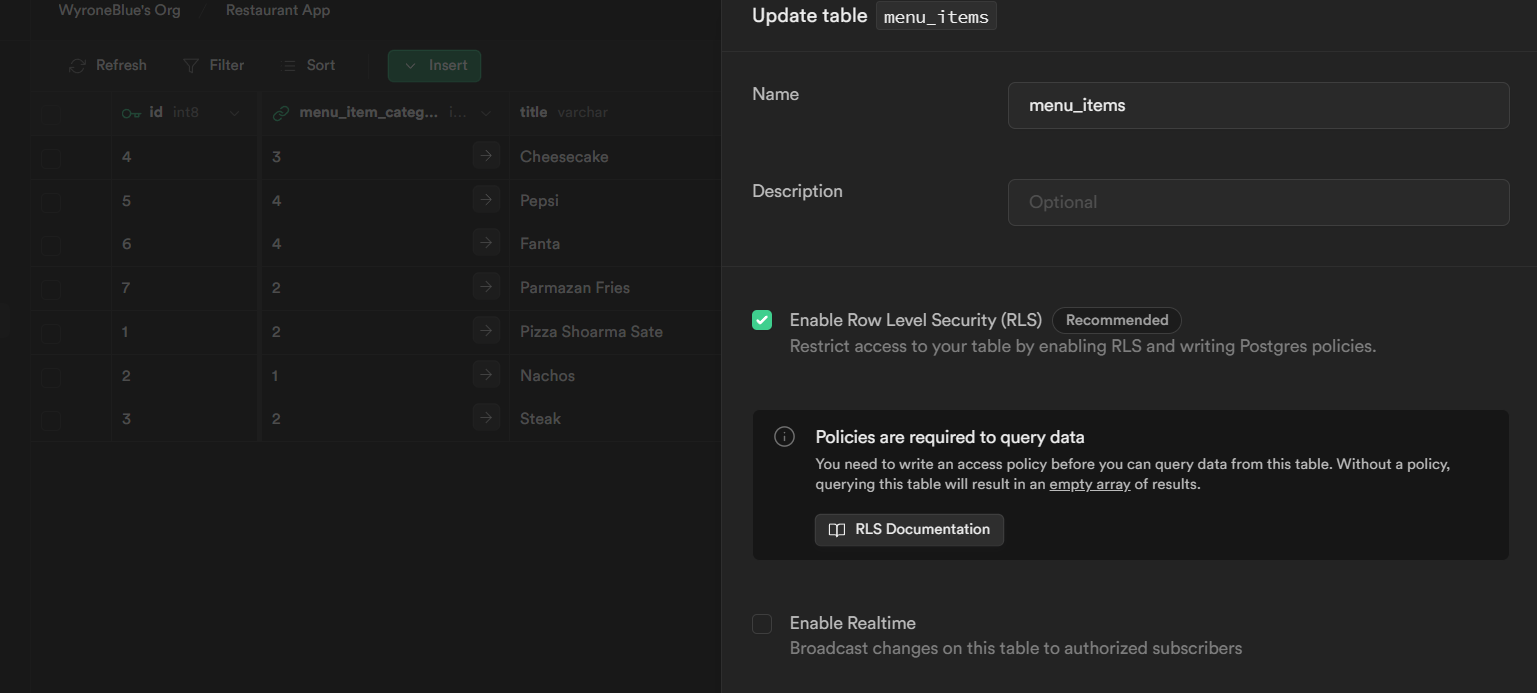 WyroneBlue's Org / Restaurant App
Refresh Filter Sort Insert
id int8 menu_item_categ... i... title varchar
4 3 Cheesecake
5 4 Pepsi
6 4 Fanta
7 2 Parmazan Fries
1 2 Pizza Shoarma Sate
2 1 Nachos
3 2 Steak
Update table menu_items
Name
menu_items
Description
Optional
Enable Row Level Security (RLS) Recommended
Restrict access to your table by enabling RLS and writing Postgres policies.
Policies are required to query data
You need to write an access policy before you can query data from this table. Without a policy,
querying this table will result in an empty array of results.
RLS Documentation
Enable Realtime
Broadcast changes on this table to authorized subscribers